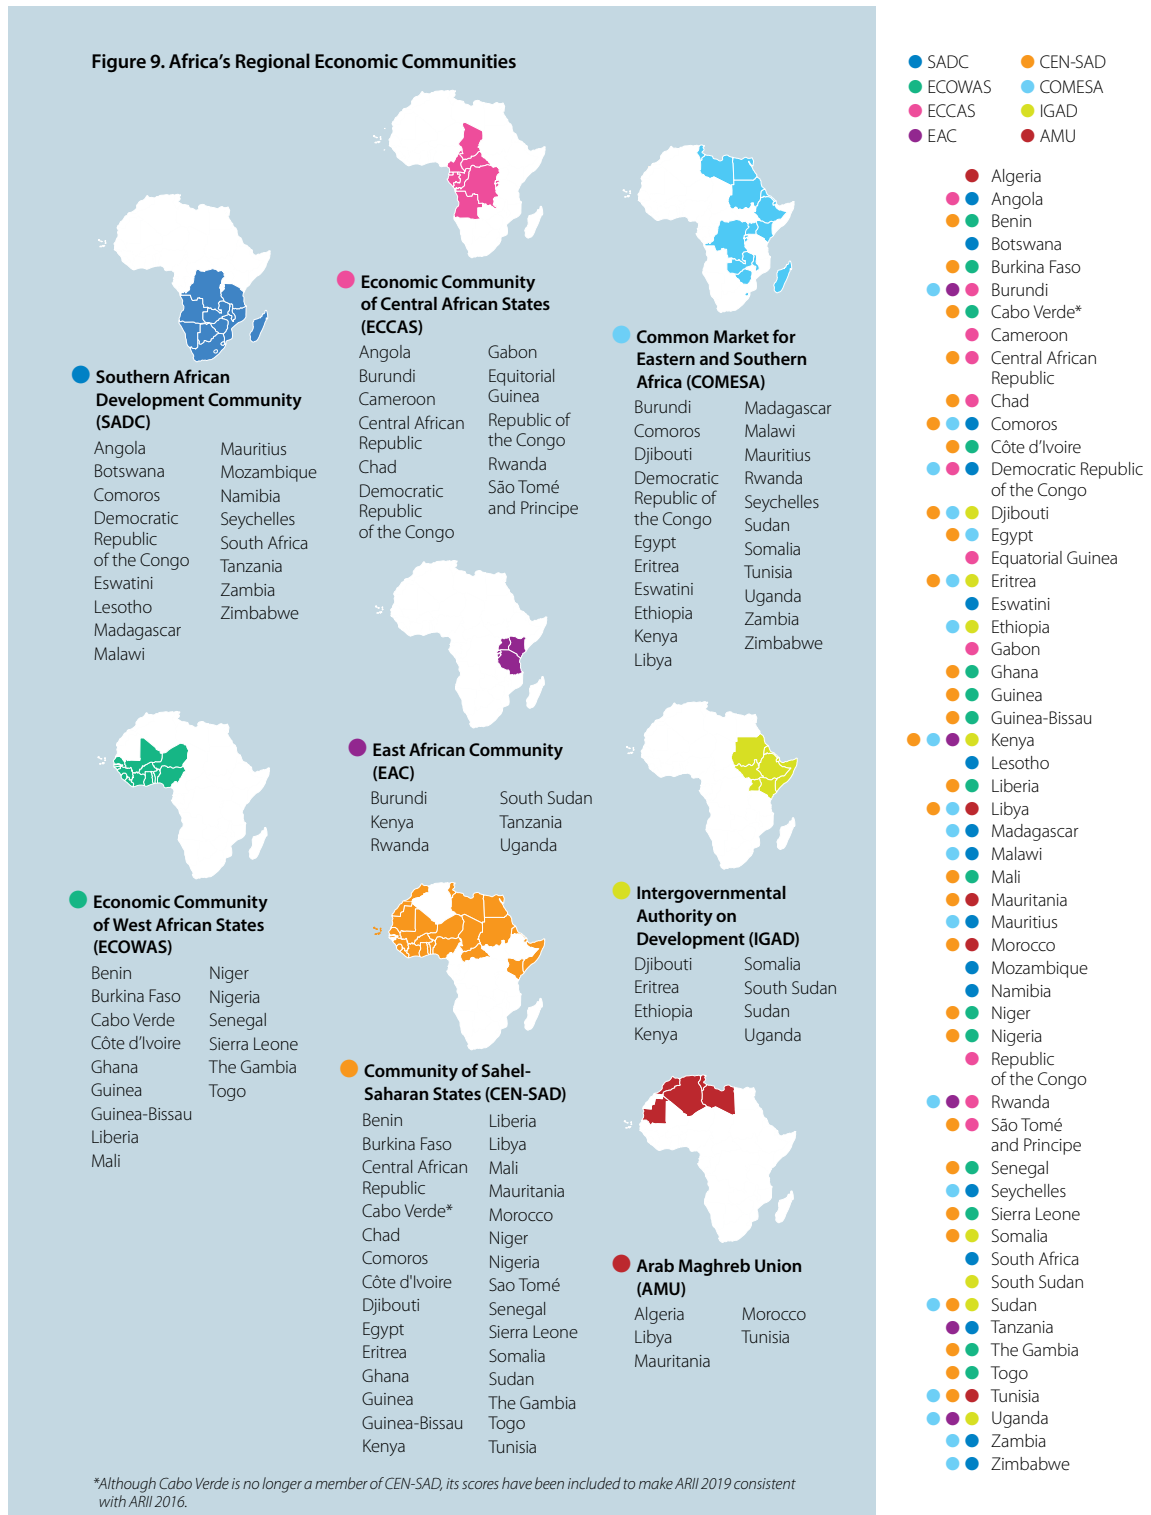 Figure 9. Africa's Regional Economic Communities
Southern African
Development Community
(SADC)
Angola
Botswana
Comoros
Democratic
Republic
of the Congo
Eswatini
Lesotho
Madagascar
Malawi
Mauritius
Mozambique
Namibia
Seychelles
South Africa
Tanzania
Zambia
Zimbabwe
Economic Community
of West African States
(ECOWAS)
Benin
Burkina Faso
Cabo Verde
Côte d'Ivoire
Ghana
Guinea
Guinea-Bissau
Liberia
Mali
Niger
Nigeria
Senegal
Sierra Leone
The Gambia
Togo
Economic Community
of Central African States
(ECCAS)
Angola
Burundi
Cameroon
Central African
Republic
Chad
Democratic
Republic
of the Congo
Gabon
Equitorial
Guinea
Republic of
the Congo
Rwanda
São Tomé
and Principe
East African Community
(EAC)
Burundi
Kenya
Rwanda
South Sudan
Tanzania
Uganda
Community of Sahel-
Saharan States (CEN-SAD)
Benin
Burkina Faso
Central African
Republic
Cabo Verde*
Chad
Comoros
Côte d'Ivoire
Djibouti
Egypt
Eritrea
Ghana
Guinea
Guinea-Bissau
Kenya
Liberia
Libya
Mali
Mauritania
Morocco
Niger
Nigeria
Sao Tomé
Senegal
Sierra Leone
Somalia
Sudan
The Gambia
Togo
Tunisia
Common Market for
Eastern and Southern
Africa (COMESA)
Burundi
Comoros
Djibouti
Democratic
Republic of
the Congo
Egypt
Eritrea
Eswatini
Ethiopia
Kenya
Libya
Madagascar
Malawi
Mauritius
Rwanda
Seychelles
Sudan
Somalia
Tunisia
Uganda
Zambia
Zimbabwe
Intergovernmental
Authority on
Development (IGAD)
Djibouti
Eritrea
Ethiopia
Kenya
Somalia
South Sudan
Sudan
Uganda
Arab Maghreb Union
(AMU)
Algeria
Libya
Mauritania
Morocco
Tunisia
*Although Cabo Verde is no longer a member of CEN-SAD, its scores have been included to make ARII 2019 consistent
with ARII 2016.
SADC
ECOWAS
ECCAS
EAC
CEN-SAD
COMESA
IGAD
AMU
Algeria
Angola
Benin
Botswana
Burkina Faso
Burundi
Cabo Verde*
Cameroon
Central African
Republic
Chad
Comoros
Côte d'Ivoire
Democratic Republic
of the Congo
Djibouti
Egypt
Equatorial Guinea
Eritrea
Eswatini
Ethiopia
Gabon
Ghana
Guinea
Guinea-Bissau
Kenya
Lesotho
Liberia
Libya
Madagascar
Malawi
Mali
Mauritania
Mauritius
Morocco
Mozambique
Namibia
Niger
Nigeria
Republic
of the Congo
Rwanda
São Tomé
and Principe
Senegal
Seychelles
Sierra Leone
Somalia
South Africa
South Sudan
Sudan
Tanzania
The Gambia
Togo
Tunisia
Uganda
Zambia
Zimbabwe